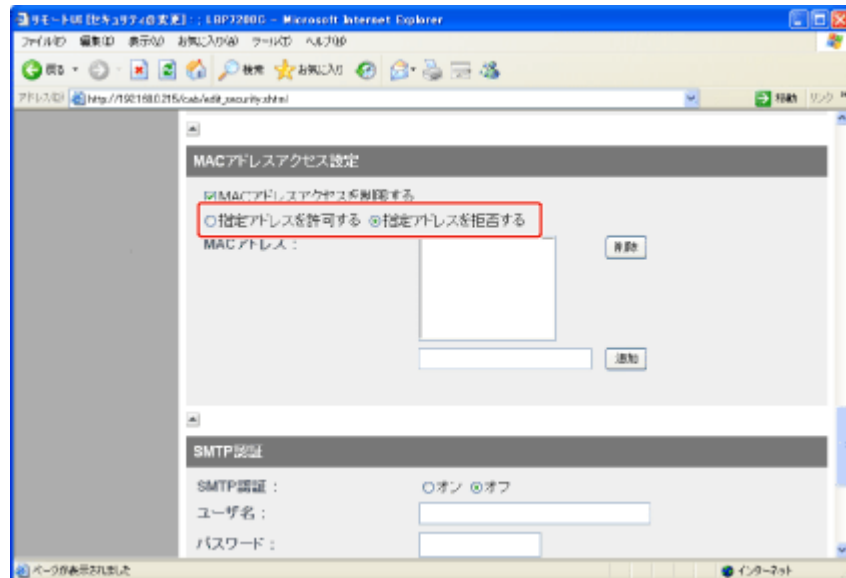 リモートUI [セキュリティの変更] : ; LBP7200C - Microsoft Internet Explorer
ファイル(F) 編集(E) 表示(V) お気に入り(A) ツール(T) ヘルプ(H)
戻る 検索 お気に入り
アドレス(D) http://192.168.0.215/cab/edit_security.shtml 移動 リンク
MACアドレスアクセス設定
MACアドレスアクセスを制限する
指定アドレスを許可する 指定アドレスを拒否する
MACアドレス :
削除
追加
SMTP認証
SMTP認証 : オン オフ
ユーザ名 :
パスワード :
ページが表示されました インターネット